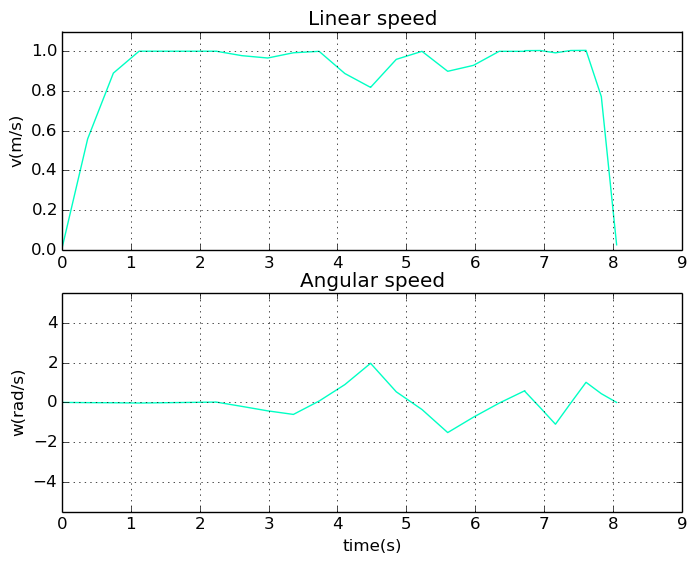 Linear speed
v(m/s)
1.0
0.8
0.6
0.4
0.2
0.0
0 1 2 3 4 5 6 7 8 9
Angular speed
w(rad/s)
4
2
0
−2
−4
0 1 2 3 4 5 6 7 8 9
time(s)